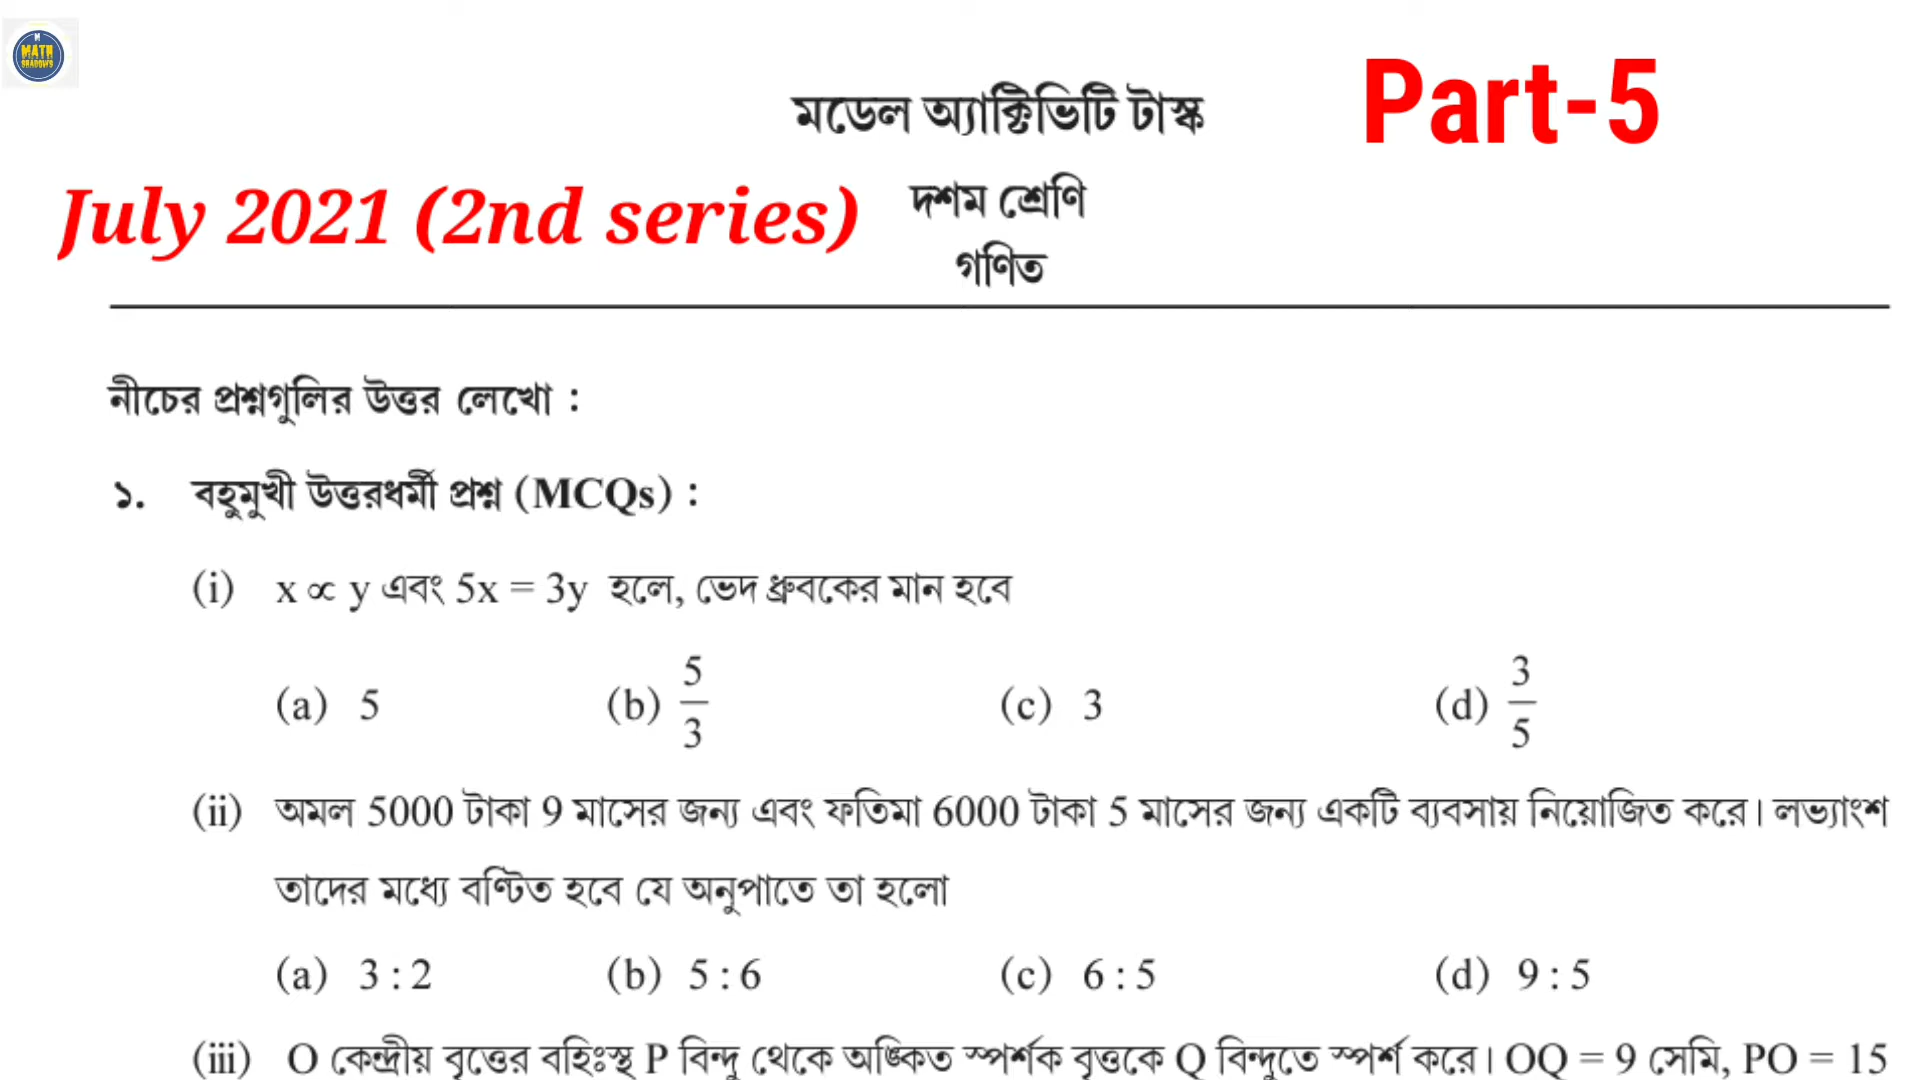 M
MATH
SHADOWS
মডেল অ্যাক্টিভিটি টাস্ক
Part-5
July 2021 (2nd series)
দশম শ্রেণি
গণিত
নীচের প্রশ্নগুলির উত্তর লেখো :
১. বহুমুখী উত্তরধর্মী প্রশ্ন (MCQs) :
(i) x ∝ y এবং 5x = 3y হলে, ভেদ ধ্রুবকের মান হবে
(a) 5 (b) 5/3 (c) 3 (d) 3/5
(ii) অমল 5000 টাকা 9 মাসের জন্য এবং ফতিমা 6000 টাকা 5 মাসের জন্য একটি ব্যবসায় নিয়োজিত করে। লভ্যাংশ
তাদের মধ্যে বণ্টিত হবে যে অনুপাতে তা হলো
(a) 3 : 2 (b) 5 : 6 (c) 6 : 5 (d) 9 : 5
(iii) O কেন্দ্রীয় বৃত্তের বহিঃস্থ P বিন্দু থেকে অঙ্কিত স্পর্শক বৃত্তকে Q বিন্দুতে স্পর্শ করে। OQ = 9 সেমি, PO = 15